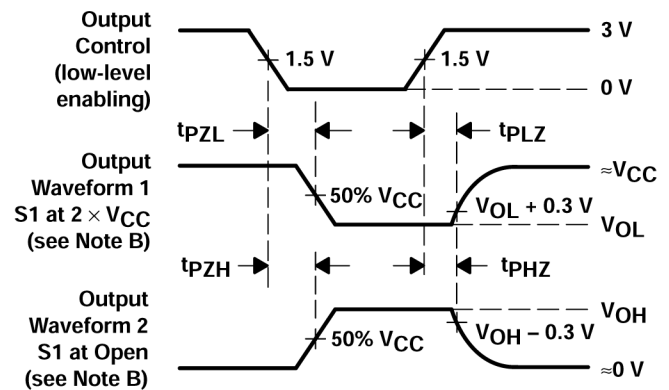 Output
Control
(low-level
enabling)
3 V
1.5 V
1.5 V
0 V
tPZL
tPLZ
Output
Waveform 1
S1 at 2 × VCC
(see Note B)
≈VCC
50% VCC
VOL + 0.3 V
VOL
tPZH
tPHZ
Output
Waveform 2
S1 at Open
(see Note B)
VOH
50% VCC
VOH – 0.3 V
≈0 V